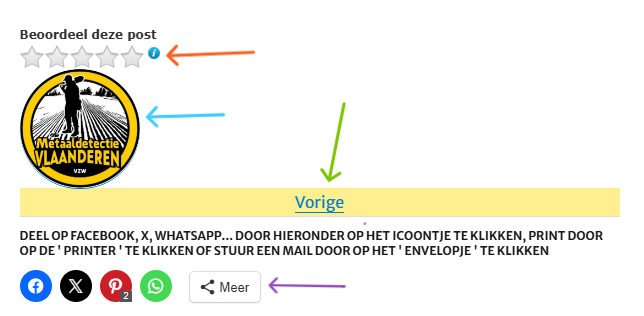 Beoordeel deze post
Metaaldetectie
VLAANDEREN
VZW
Vorige
DEEL OP FACEBOOK, X, WHATSAPP... DOOR HIERONDER OP HET ICOONTJE TE KLIKKEN, PRINT DOOR
OP DE ' PRINTER ' TE KLIKKEN OF STUUR EEN MAIL DOOR OP HET ' ENVELOPJE ' TE KLIKKEN
2
Meer